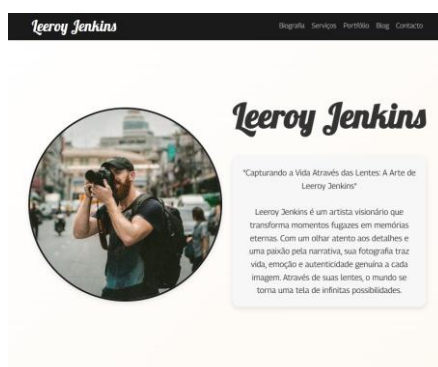 Leeroy Jenkins
Biografia Serviços Portfólio Blog Contacto
Leeroy Jenkins
"Capturando a Vida Através das Lentes: A Arte de
Leeroy Jenkins"
Leeroy Jenkins é um artista visionário que
transforma momentos fugazes em memórias
eternas. Com um olhar atento aos detalhes e
uma paixão pela narrativa, sua fotografia traz
vida, emoção e autenticidade genuína a cada
imagem. Através de suas lentes, o mundo se
torna uma tela de infinitas possibilidades.